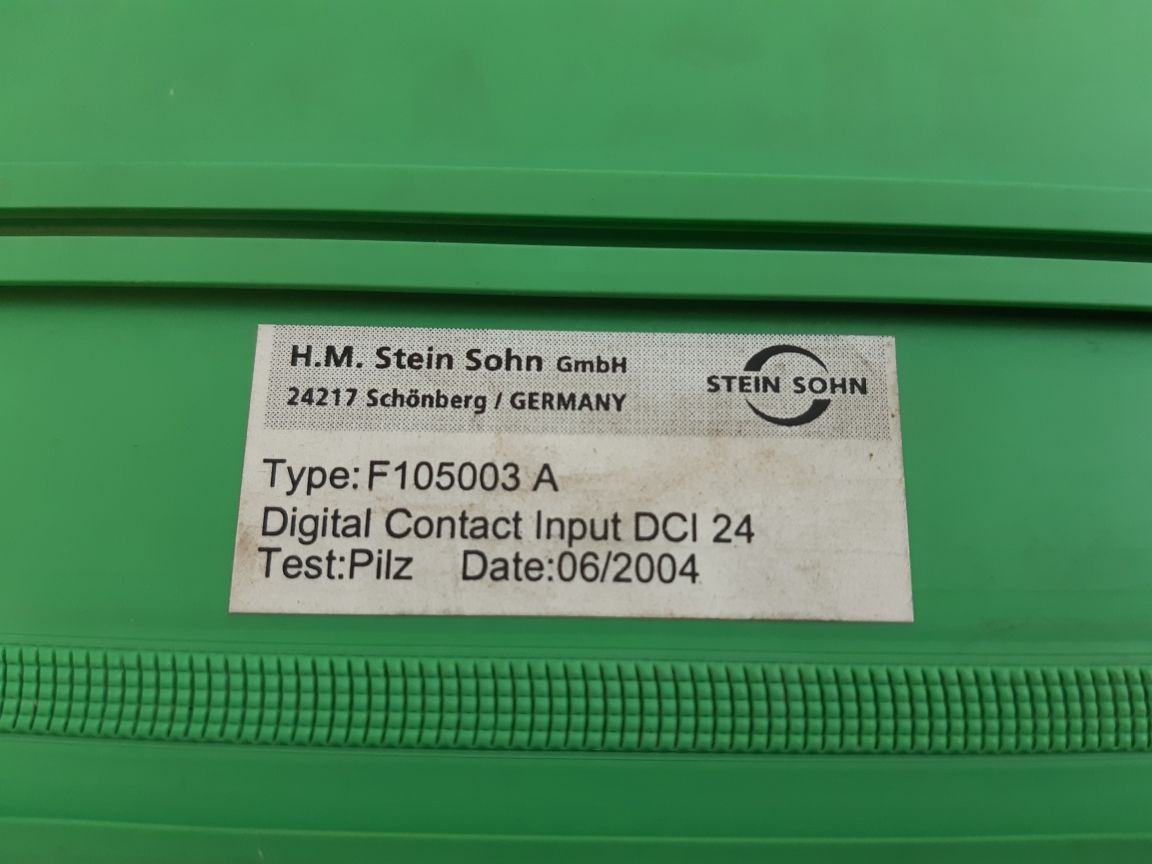 H.M. Stein Sohn GmbH
24217 Schönberg / GERMANY
STEIN SOHN
Type: F105003 A
Digital Contact Input DCI 24
Test:Pilz Date:06/2004